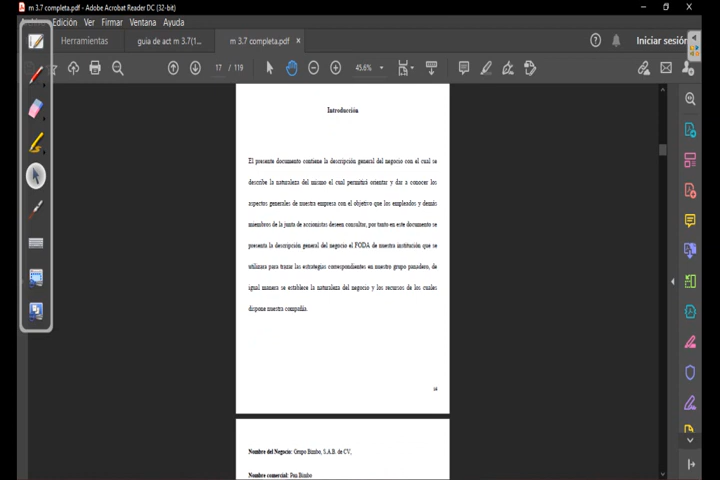 m 3.7 completa.pdf - Adobe Acrobat Reader DC (32-bit)
Edición Ver Firmar Ventana Ayuda
Herramientas guia de act m 3.7(1... m 3.7 completa.pdf × Iniciar sesión
17 / 119 45.6%
Introducción
El presente documento contiene la descripción general del negocio con el cual se
describe la naturaleza del mismo el cual permitirá orientar y dar a conocer los
aspectos generales de nuestra empresa con el objetivo que los empleados y demás
miembros de la junta de accionistas deseen consultar, por tanto en este documento se
presenta la descripción general del negocio el FODA de nuestra institución que se
utilizara para trazar las estrategias correspondientes en nuestro grupo panadero, de
igual manera se establece la naturaleza del negocio y los recursos de los cuales
dispone nuestra compañía.
Nombre del Negocio: Grupo Bimbo, S.A.B. de CV,
Nombre comercial: Pan Bimbo